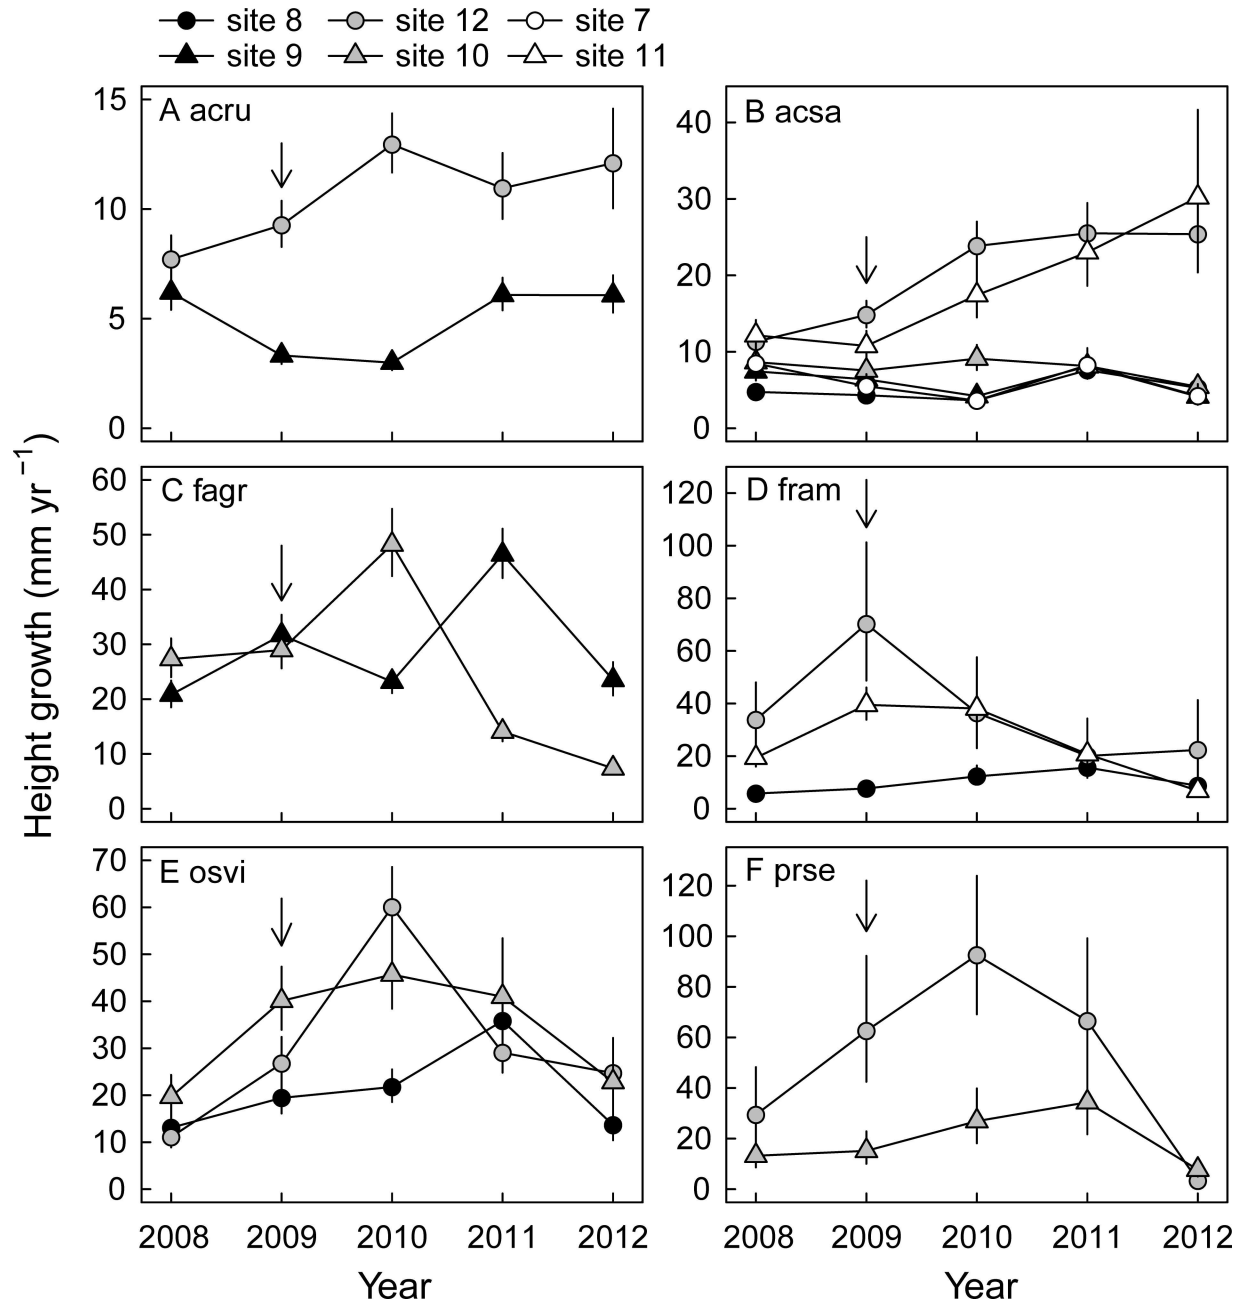 site 8 site 12 site 7
site 9 site 10 site 11
A acru
15
10
5
0
B acsa
40
30
20
10
0
C fagr
60
50
40
30
20
10
0
D fram
120
100
80
60
40
20
0
E osvi
70
60
50
40
30
20
10
0
F prse
120
100
80
60
40
20
0
Height growth (mm yr⁻¹)
2008 2009 2010 2011 2012
2008 2009 2010 2011 2012
Year
Year